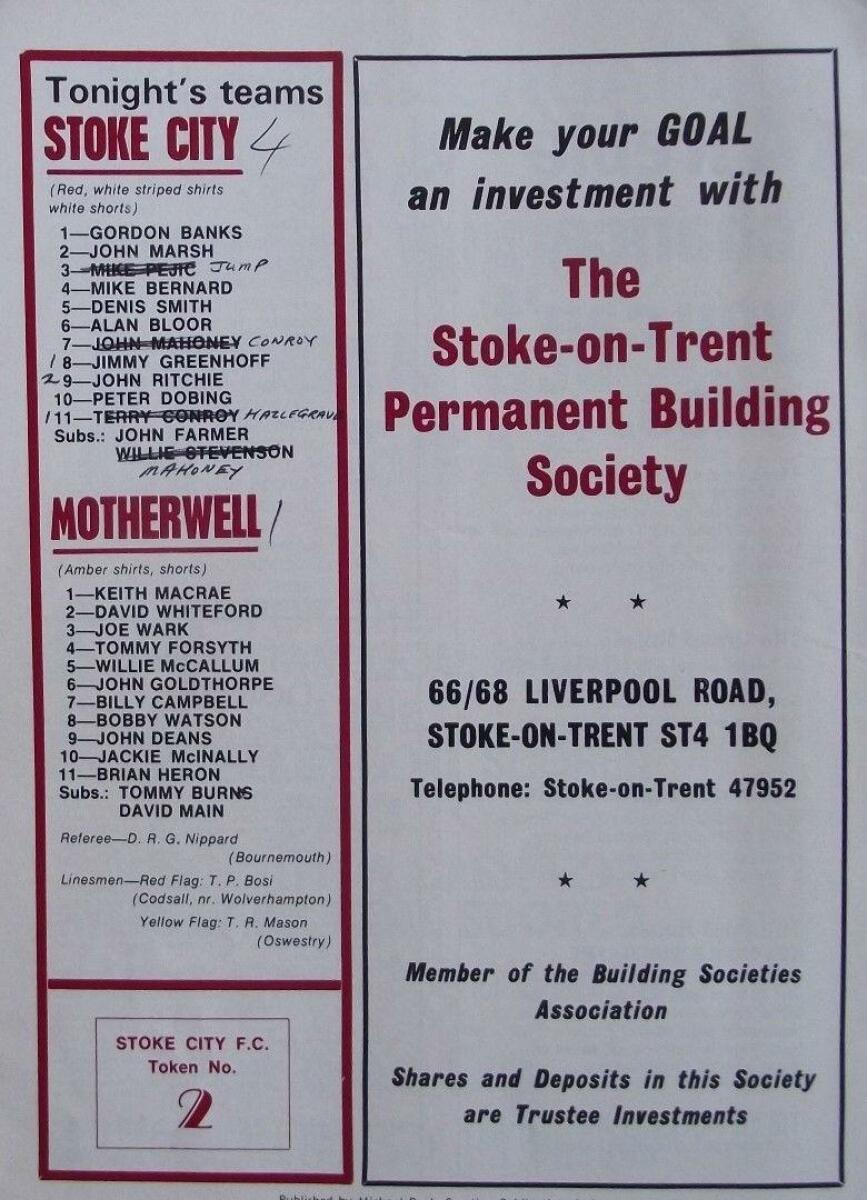 Tonight's teams
STOKE CITY 4
(Red, white striped shirts
white shorts)
1—GORDON BANKS
2—JOHN MARSH
3—MIKE PEJIC JUMP
4—MIKE BERNARD
5—DENIS SMITH
6—ALAN BLOOR
7—JOHN MAHONEY CONROY
1 8—JIMMY GREENHOFF
2 9—JOHN RITCHIE
10—PETER DOBING
1 11—TERRY CONROY HAZLEGRAVE
Subs.: JOHN FARMER
WILLIE STEVENSON
MAHONEY
MOTHERWELL 1
(Amber shirts, shorts)
1—KEITH MACRAE
2—DAVID WHITEFORD
3—JOE WARK
4—TOMMY FORSYTH
5—WILLIE McCALLUM
6—JOHN GOLDTHORPE
7—BILLY CAMPBELL
8—BOBBY WATSON
9—JOHN DEANS
10—JACKIE McINALLY
11—BRIAN HERON
Subs.: TOMMY BURNS
DAVID MAIN
Referee—D. R. G. Nippard
(Bournemouth)
Linesmen—Red Flag: T. P. Bosi
(Codsall, nr. Wolverhampton)
Yellow Flag: T. R. Mason
(Oswestry)
STOKE CITY F.C.
Token No.
2
Make your GOAL
an investment with
The
Stoke-on-Trent
Permanent Building
Society
66/68 LIVERPOOL ROAD,
STOKE-ON-TRENT ST4 1BQ
Telephone: Stoke-on-Trent 47952
Member of the Building Societies
Association
Shares and Deposits in this Society
are Trustee Investments
Published by Michael